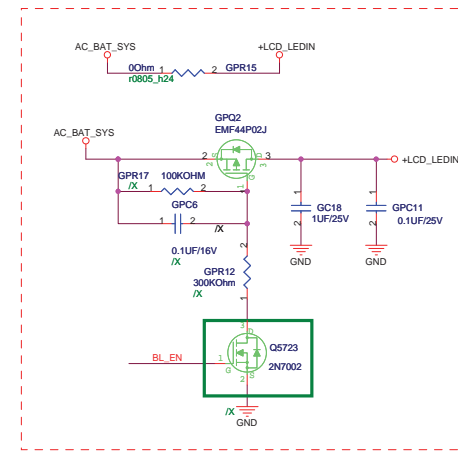 AC_BAT_SYS
+LCD_LEDIN
0Ohm 1 2 GPR15
r0805_h24
GPQ2
EMF44P02J
AC_BAT_SYS
2 S D 3
3
+LCD_LEDIN
G
1
GPR17 100KOHM
/X 1 2
GPC6
1 2 /X
0.1UF/16V
/X
1
2
GC18
1UF/25V
GND
1
2
GPC11
0.1UF/25V
GND
2
GPR12
300KOhm
1
/X
3 D
Q5723
2N7002
BL_EN 1
G
2 S
/X
GND